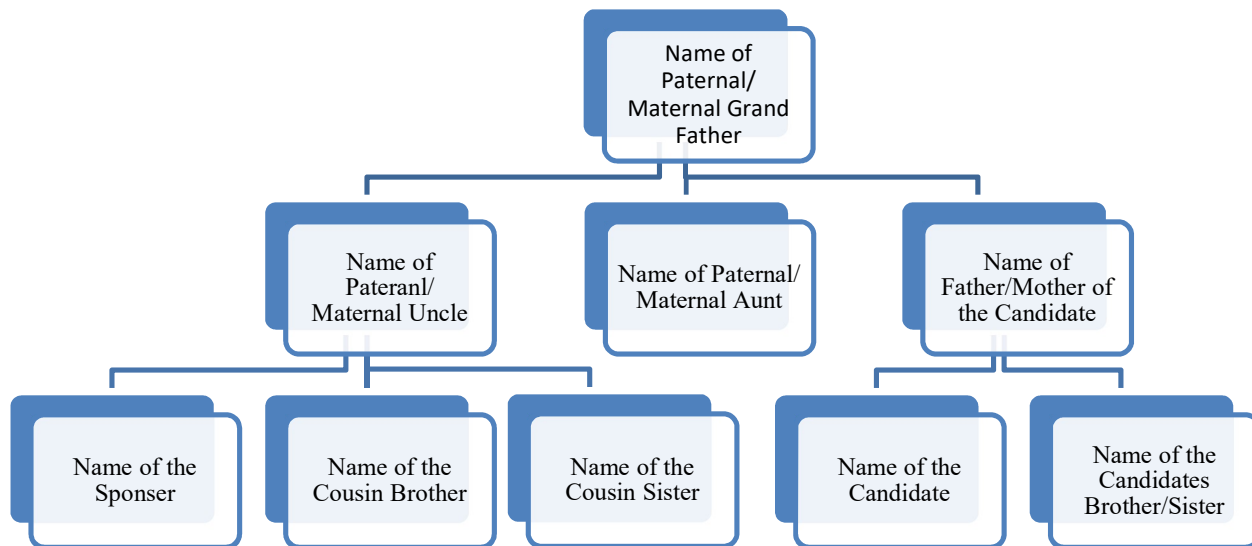 Name of
Paternal/
Maternal Grand
Father
Name of
Pateranl/
Maternal Uncle
Name of Paternal/
Maternal Aunt
Name of
Father/Mother of
the Candidate
Name of the
Sponser
Name of the
Cousin Brother
Name of the
Cousin Sister
Name of the
Candidate
Name of the
Candidates
Brother/Sister